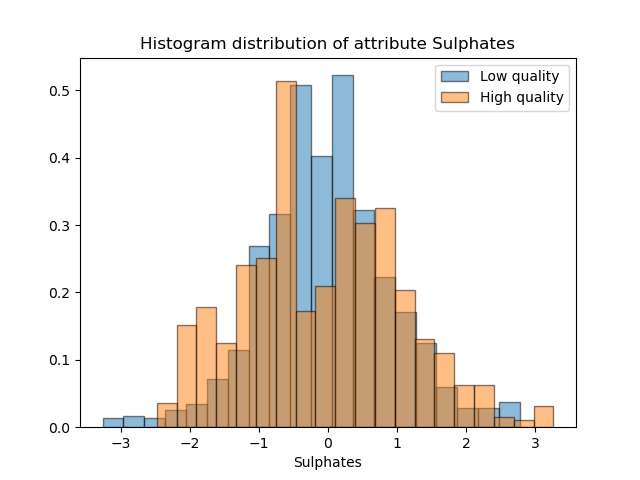 Histogram distribution of attribute Sulphates
Low quality
High quality
0.5
0.4
0.3
0.2
0.1
0.0
−3 −2 −1 0 1 2 3
Sulphates